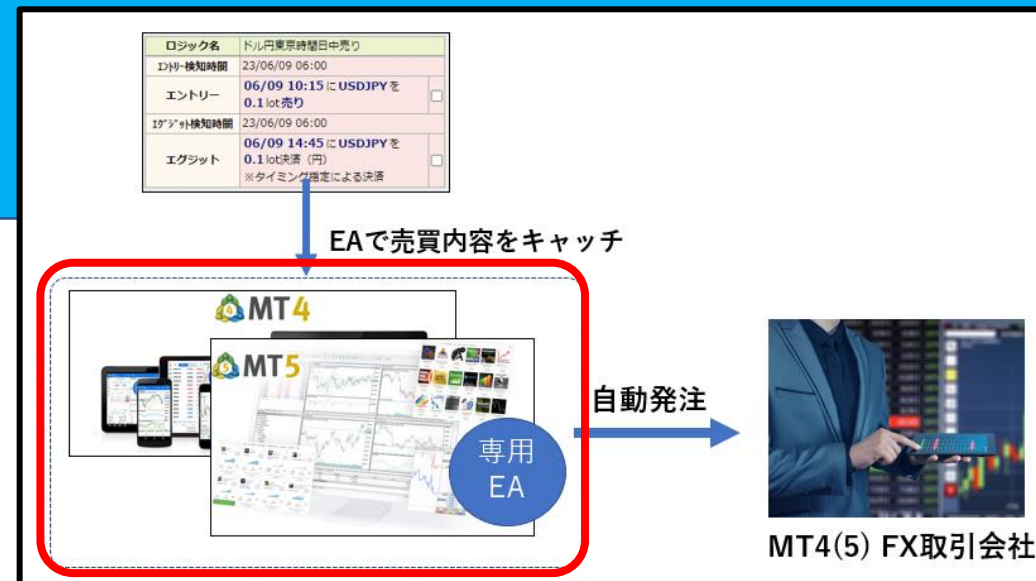 ロジック名 ドル円東京時間日中売り
エントリー検知時間 23/06/09 06:00
エントリー 06/09 10:15 に USDJPY を
0.1 lot 売り
エグジット検知時間 23/06/09 06:00
エグジット 06/09 14:45 に USDJPY を
0.1 lot決済（円）
※タイミング指定による決済
EAで売買内容をキャッチ
MT4
MT5
専用
EA
自動発注
MT4(5) FX取引会社